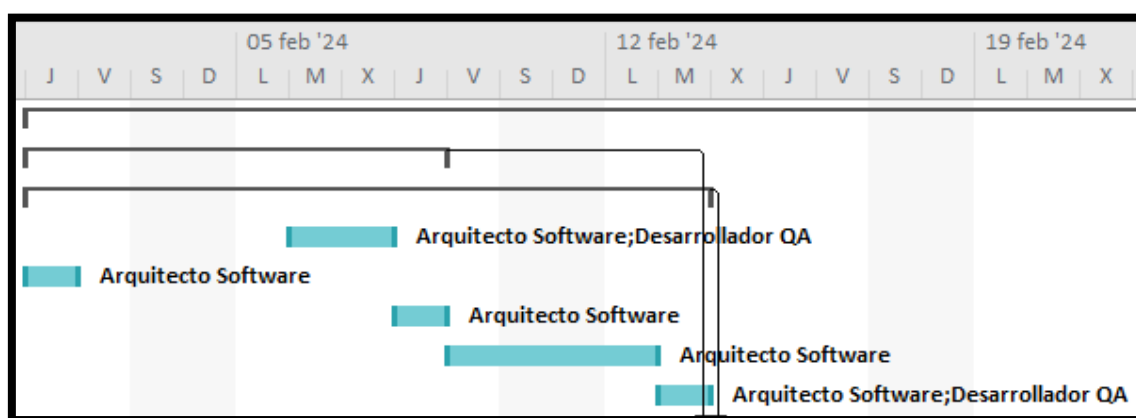 05 feb '24 12 feb '24 19 feb '24
J V S D L M X J V S D L M X J V S D L M X
Arquitecto Software;Desarrollador QA
Arquitecto Software
Arquitecto Software
Arquitecto Software
Arquitecto Software;Desarrollador QA